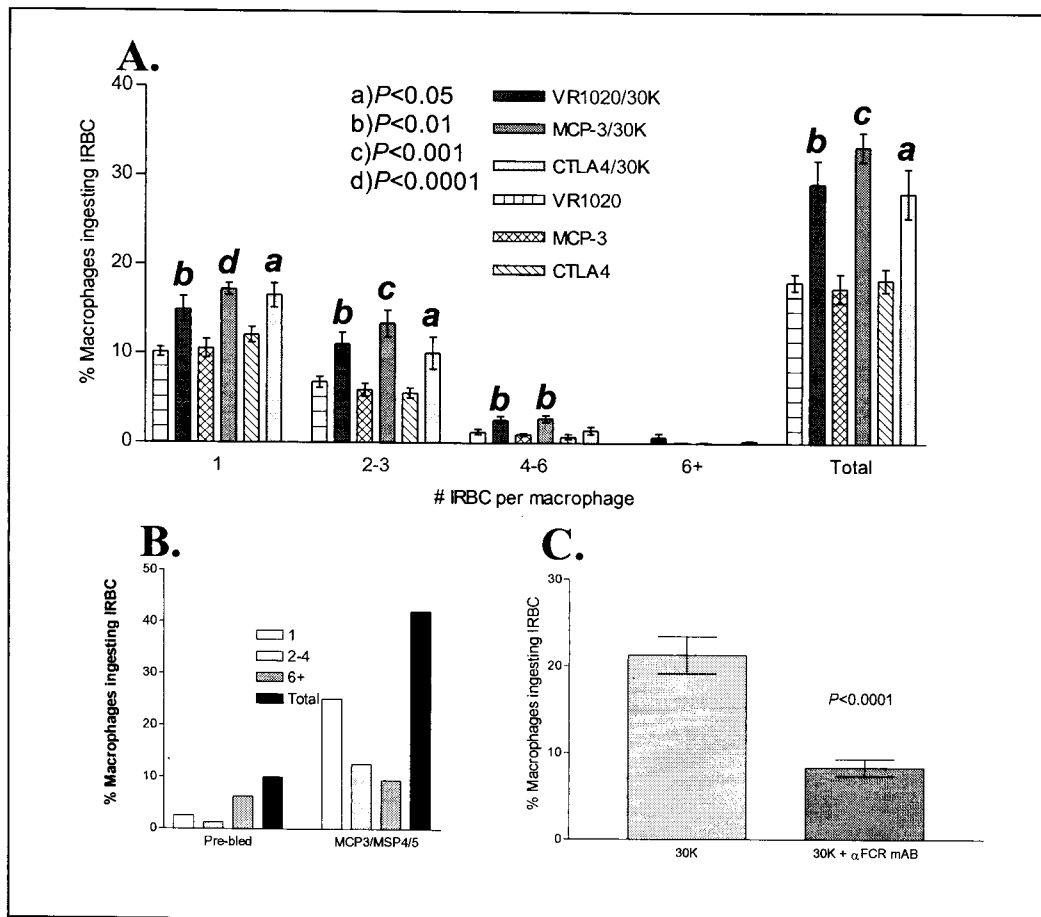 A.
% Macrophages ingesting IRBC
40
30
20
10
0
a)P<0.05
b)P<0.01
c)P<0.001
d)P<0.0001
VR1020/30K
MCP-3/30K
CTLA4/30K
VR1020
MCP-3
CTLA4
b d a
b c a
b b
b c a
1 2-3 4-6 6+ Total
# IRBC per macrophage
B.
% Macrophages ingesting IRBC
50
40
30
20
10
0
1
2-4
6+
Total
Pre-bled MCP3/MSP4/5
C.
% Macrophages ingesting IRBC
30
20
10
0
P<0.0001
30K 30K + αFCR mAB